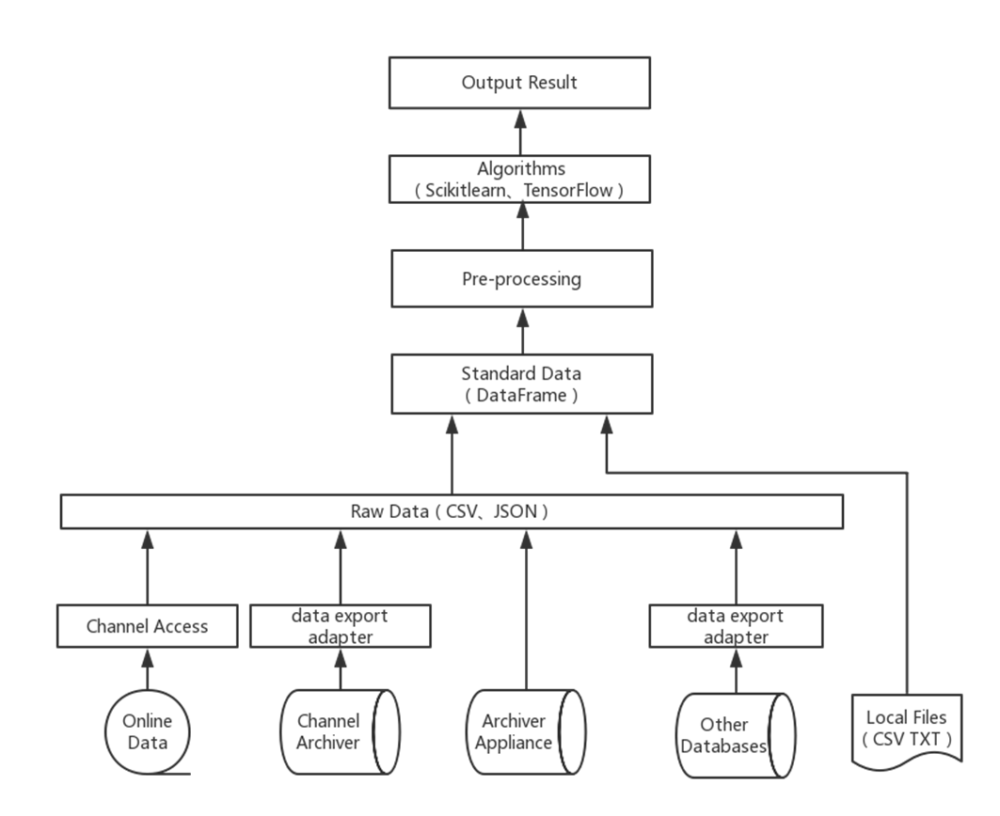 Output Result
Algorithms
（Scikitlearn、TensorFlow）
Pre-processing
Standard Data
（DataFrame）
Raw Data（CSV、JSON）
Channel Access
data export
adapter
data export
adapter
Online
Data
Channel
Archiver
Archiver
Appliance
Other
Databases
Local Files
（CSV TXT）